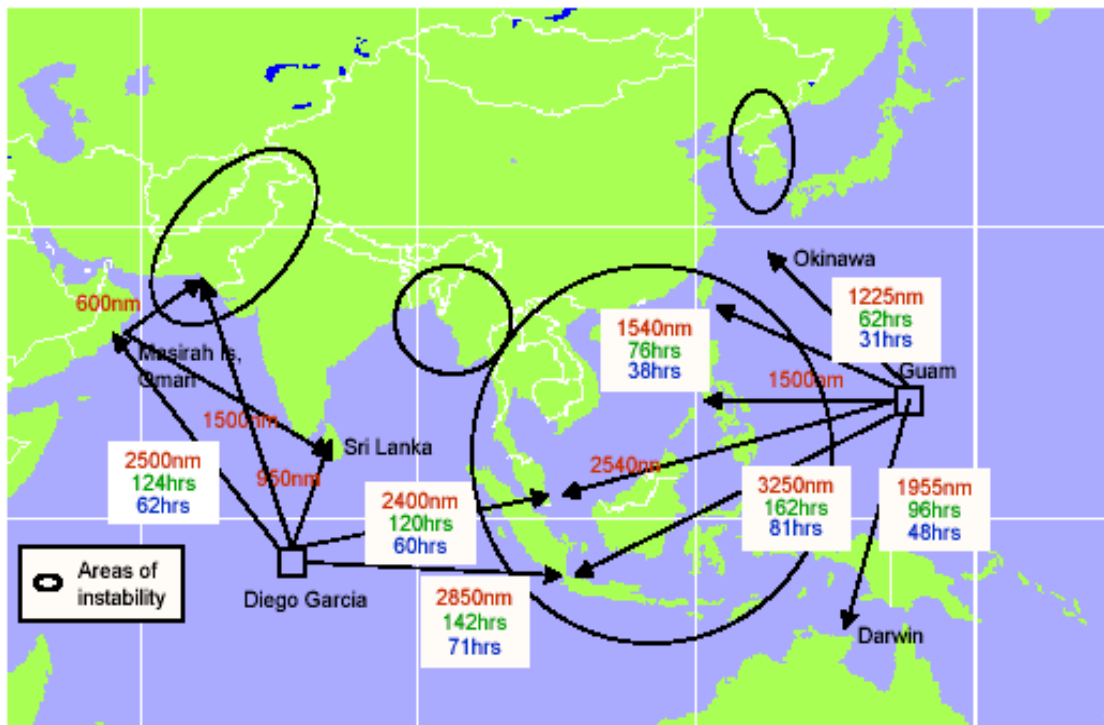 Okinawa
1225nm
62hrs
31hrs
600nm
1540nm
76hrs
38hrs
Guam
Masirah Is,
Oman
1500nm
1500nm
Sri Lanka
2500nm
124hrs
62hrs
950nm
2540nm
2400nm
120hrs
60hrs
3250nm
162hrs
81hrs
1955nm
96hrs
48hrs
Areas of
instability
Diego Garcia
2850nm
142hrs
71hrs
Darwin